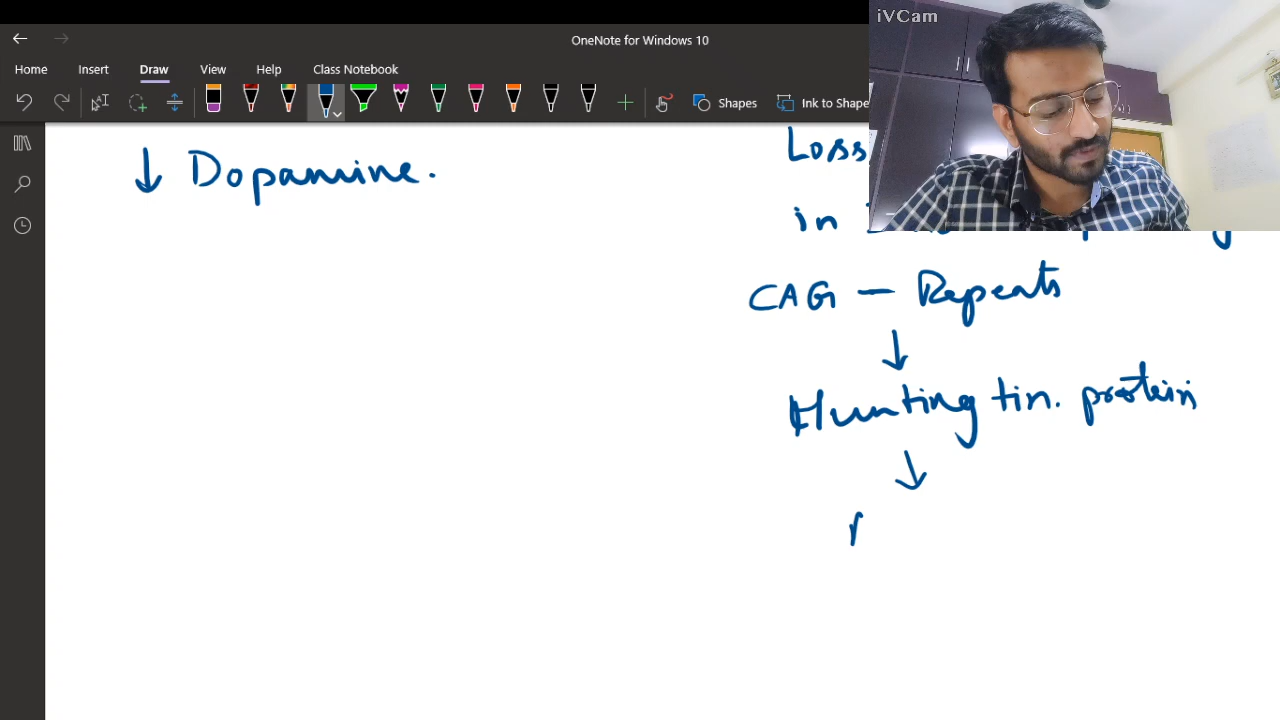 iVCam
OneNote for Windows 10
Home Insert Draw View Help Class Notebook
Shapes Ink to Shape
↓ Dopamine.
Loss
in
CAG — Repeats
↓
Huntingtin. protein
↓